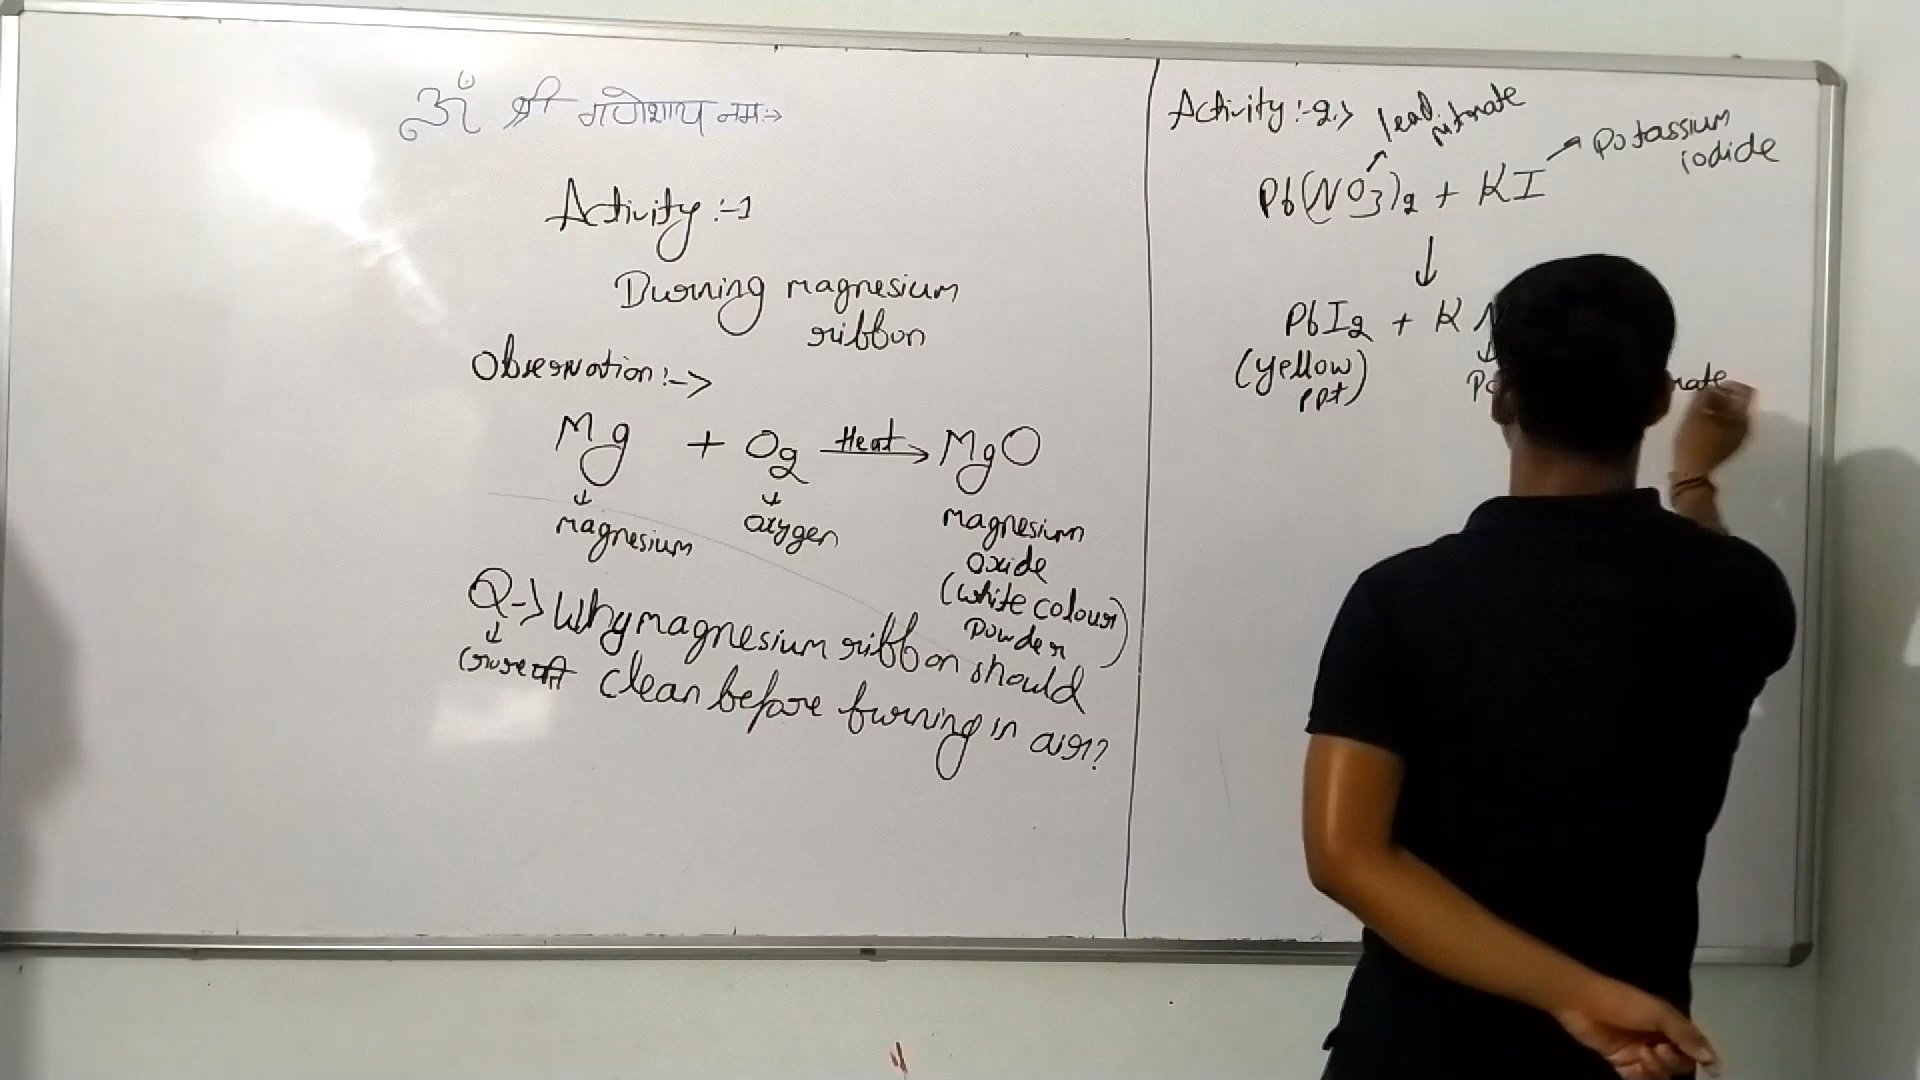 ॐ श्री गणेशाय नमः->
Activity :-1
Burning magnesium
ribbon
Observation :->
Mg + O2 Heat MgO
magnesium
oxygen
magnesium
oxide
(white colour)
powder
Q-> Why magnesium ribbon should
clean before burning in air?
Activity :-2.>
lead nitrate
Potassium
iodide
Pb(NO3)2 + KI
PbI2 + K
(yellow
ppt)